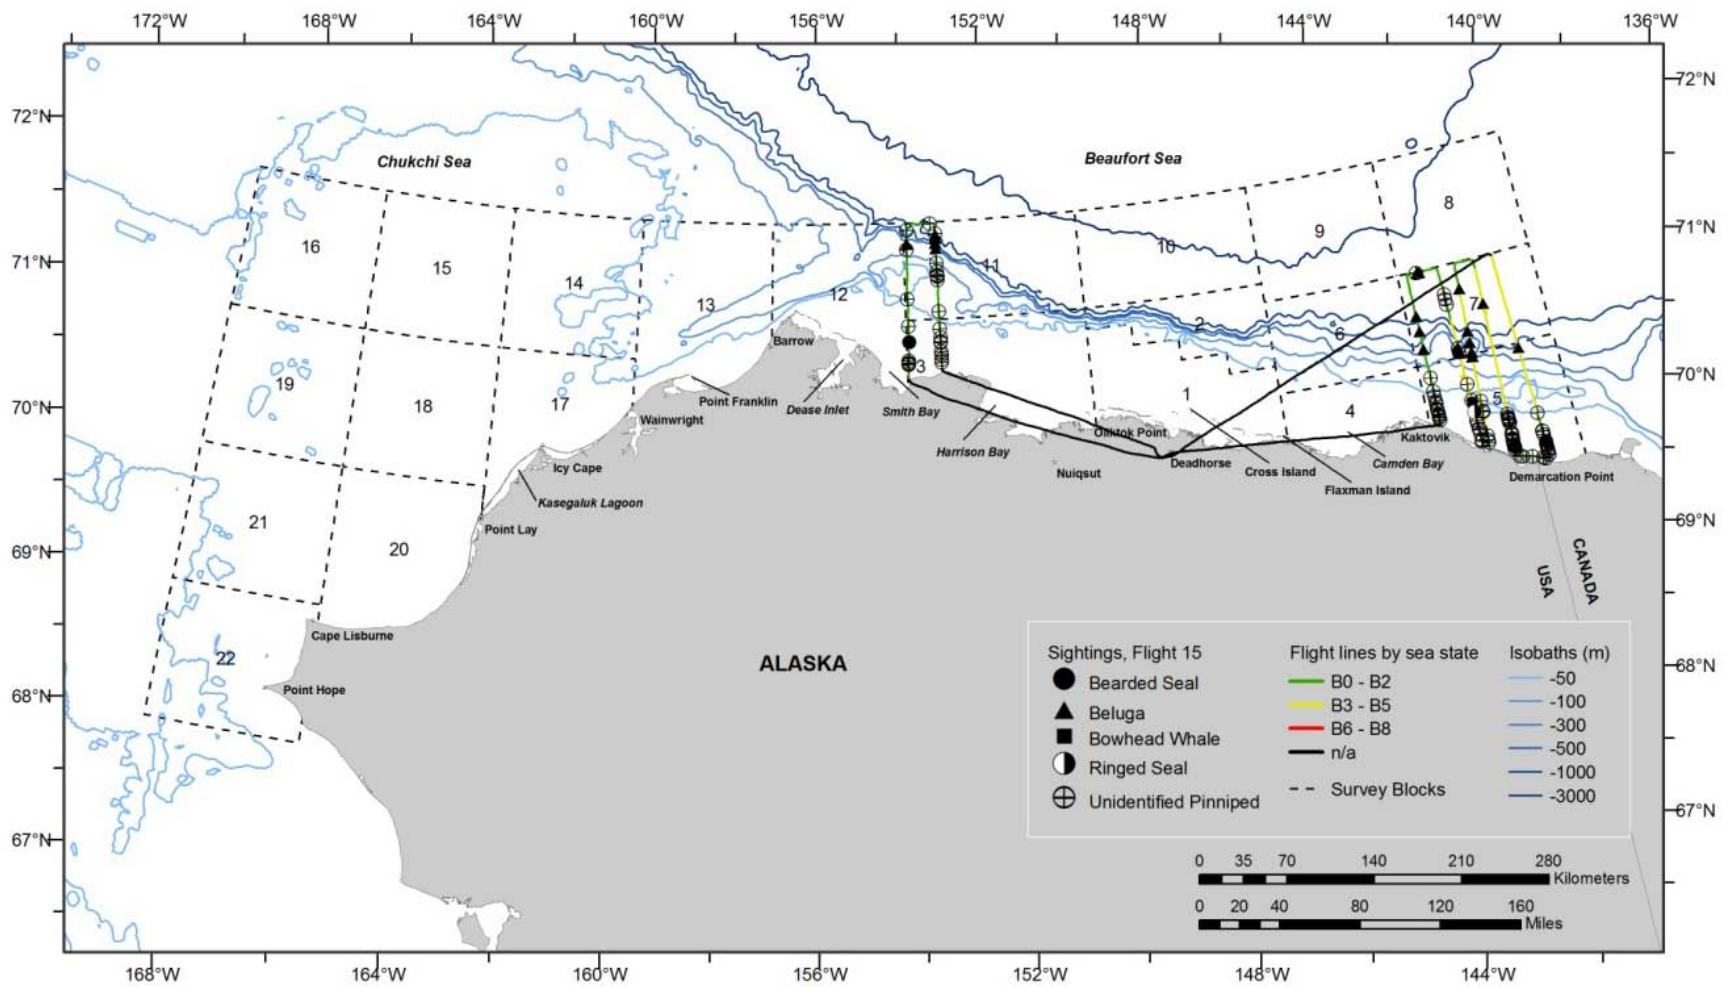 172°W 168°W 164°W 160°W 156°W 152°W 148°W 144°W 140°W 136°W
72°N 72°N
Chukchi Sea Beaufort Sea
8
71°N 71°N
16 15 14 13 12 11 10 9
7
2 6
Barrow
70°N 70°N
19 18 17 3 1 4 5
Point Franklin
Dease Inlet
Smith Bay
Wainwright
Harrison Bay
Oliktok Point
Kaktovik
Icy Cape
Nuiqsut
Deadhorse
Cross Island
Camden Bay
Flaxman Island
Demarcation Point
Kasegaluk Lagoon
Point Lay
21 20
69°N 69°N
USA
CANADA
Cape Lisburne
22
Point Hope
ALASKA
68°N 68°N
67°N 67°N
Sightings, Flight 15
Bearded Seal
Beluga
Bowhead Whale
Ringed Seal
Unidentified Pinniped
Flight lines by sea state
B0 - B2
B3 - B5
B6 - B8
n/a
Survey Blocks
Isobaths (m)
-50
-100
-300
-500
-1000
-3000
0 35 70 140 210 280
Kilometers
0 20 40 80 120 160
Miles
168°W 164°W 160°W 156°W 152°W 148°W 144°W